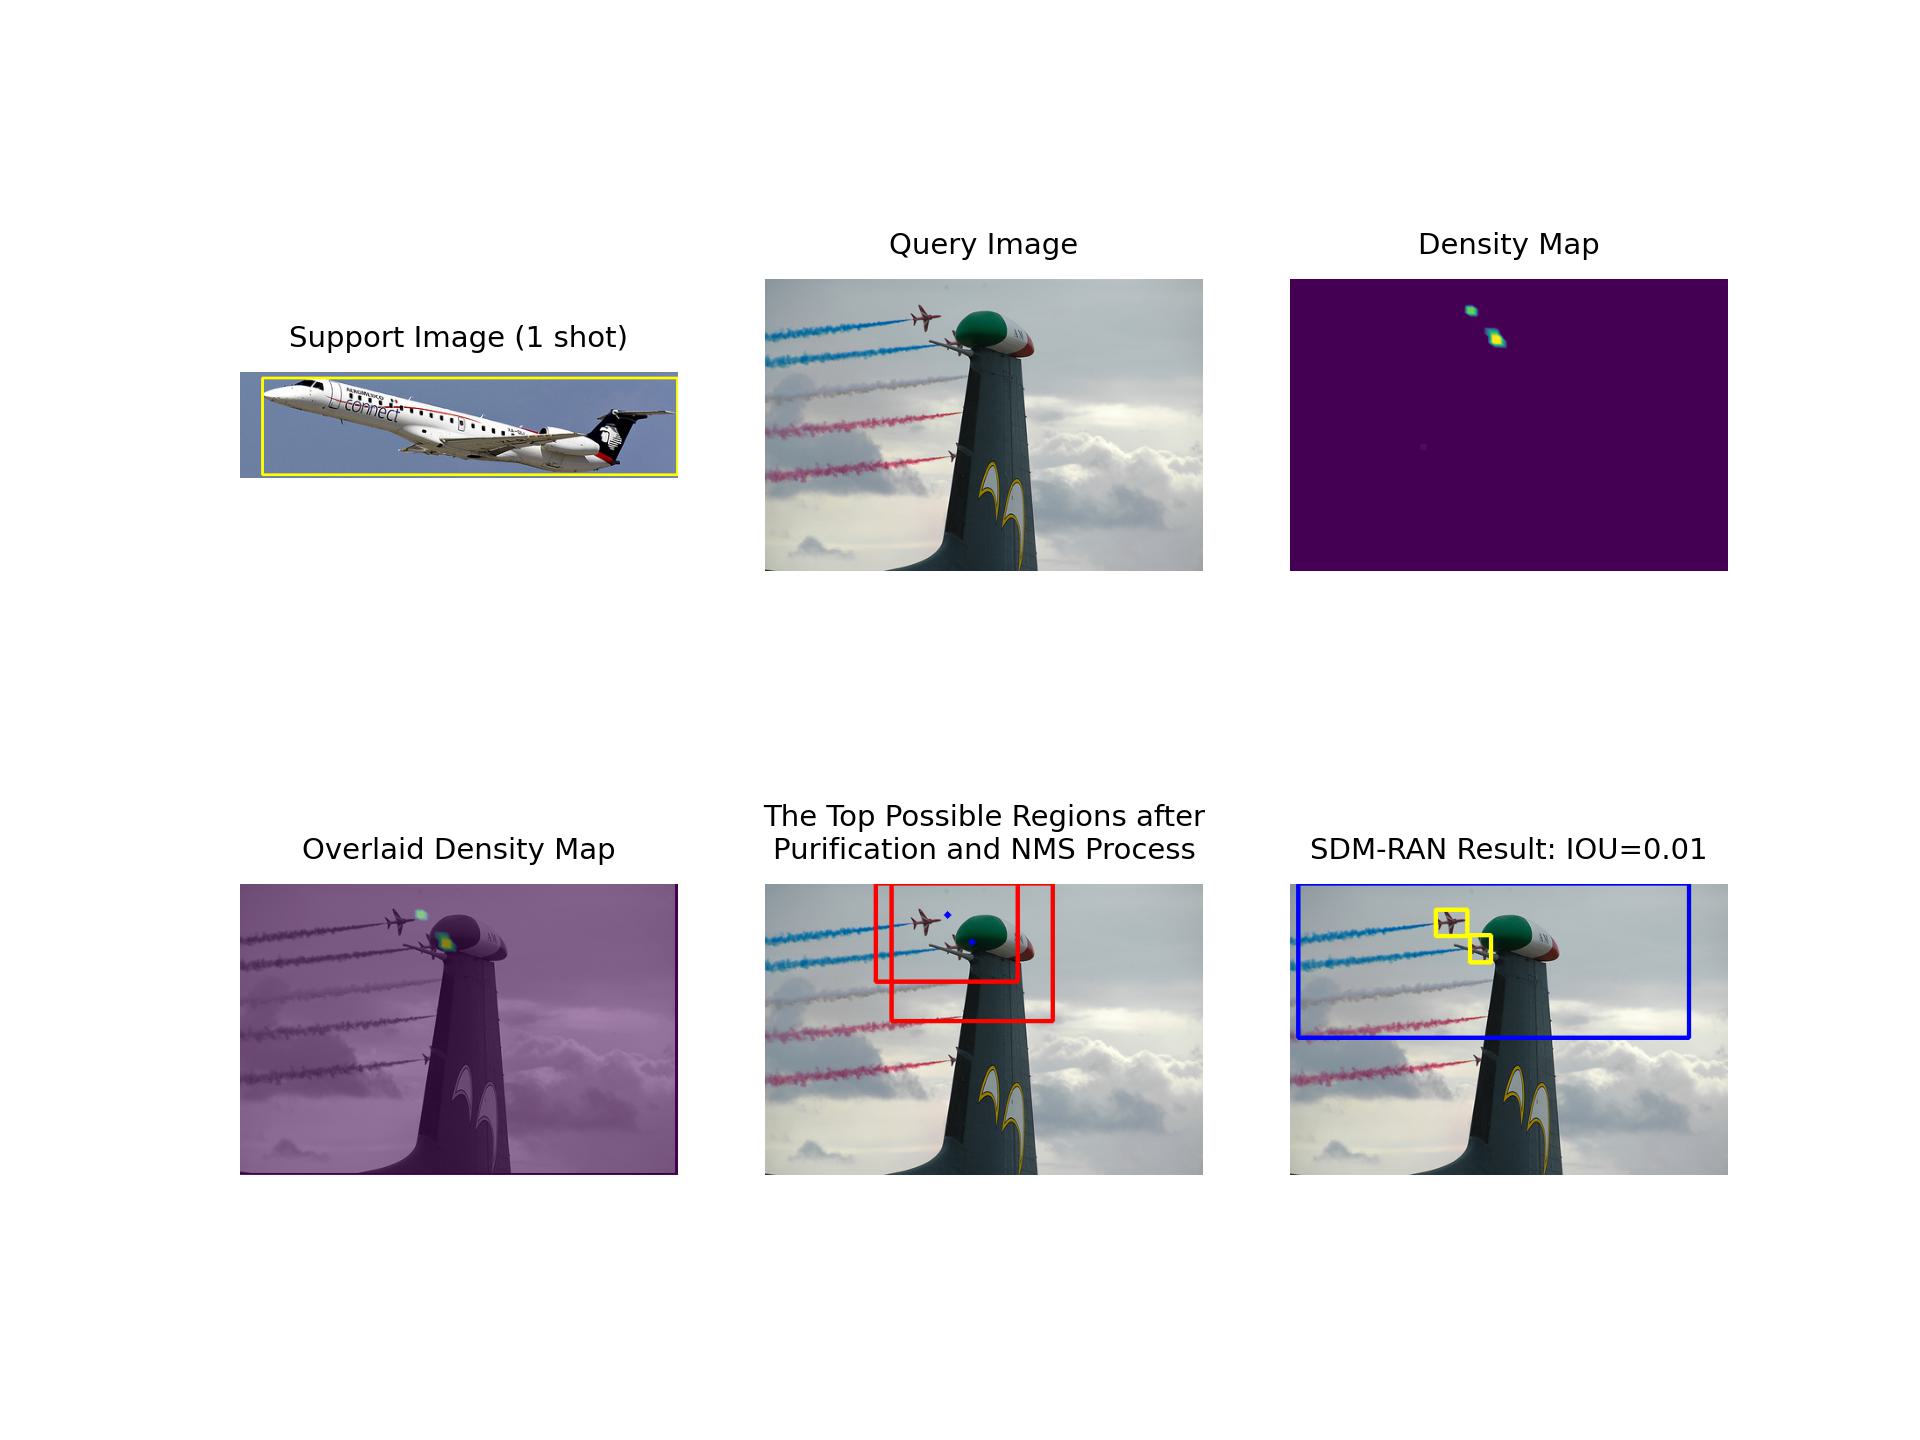 Query Image
Density Map
Support Image (1 shot)
AEROMEXICO
connect
Overlaid Density Map
The Top Possible Regions after
Purification and NMS Process
SDM-RAN Result: IOU=0.01